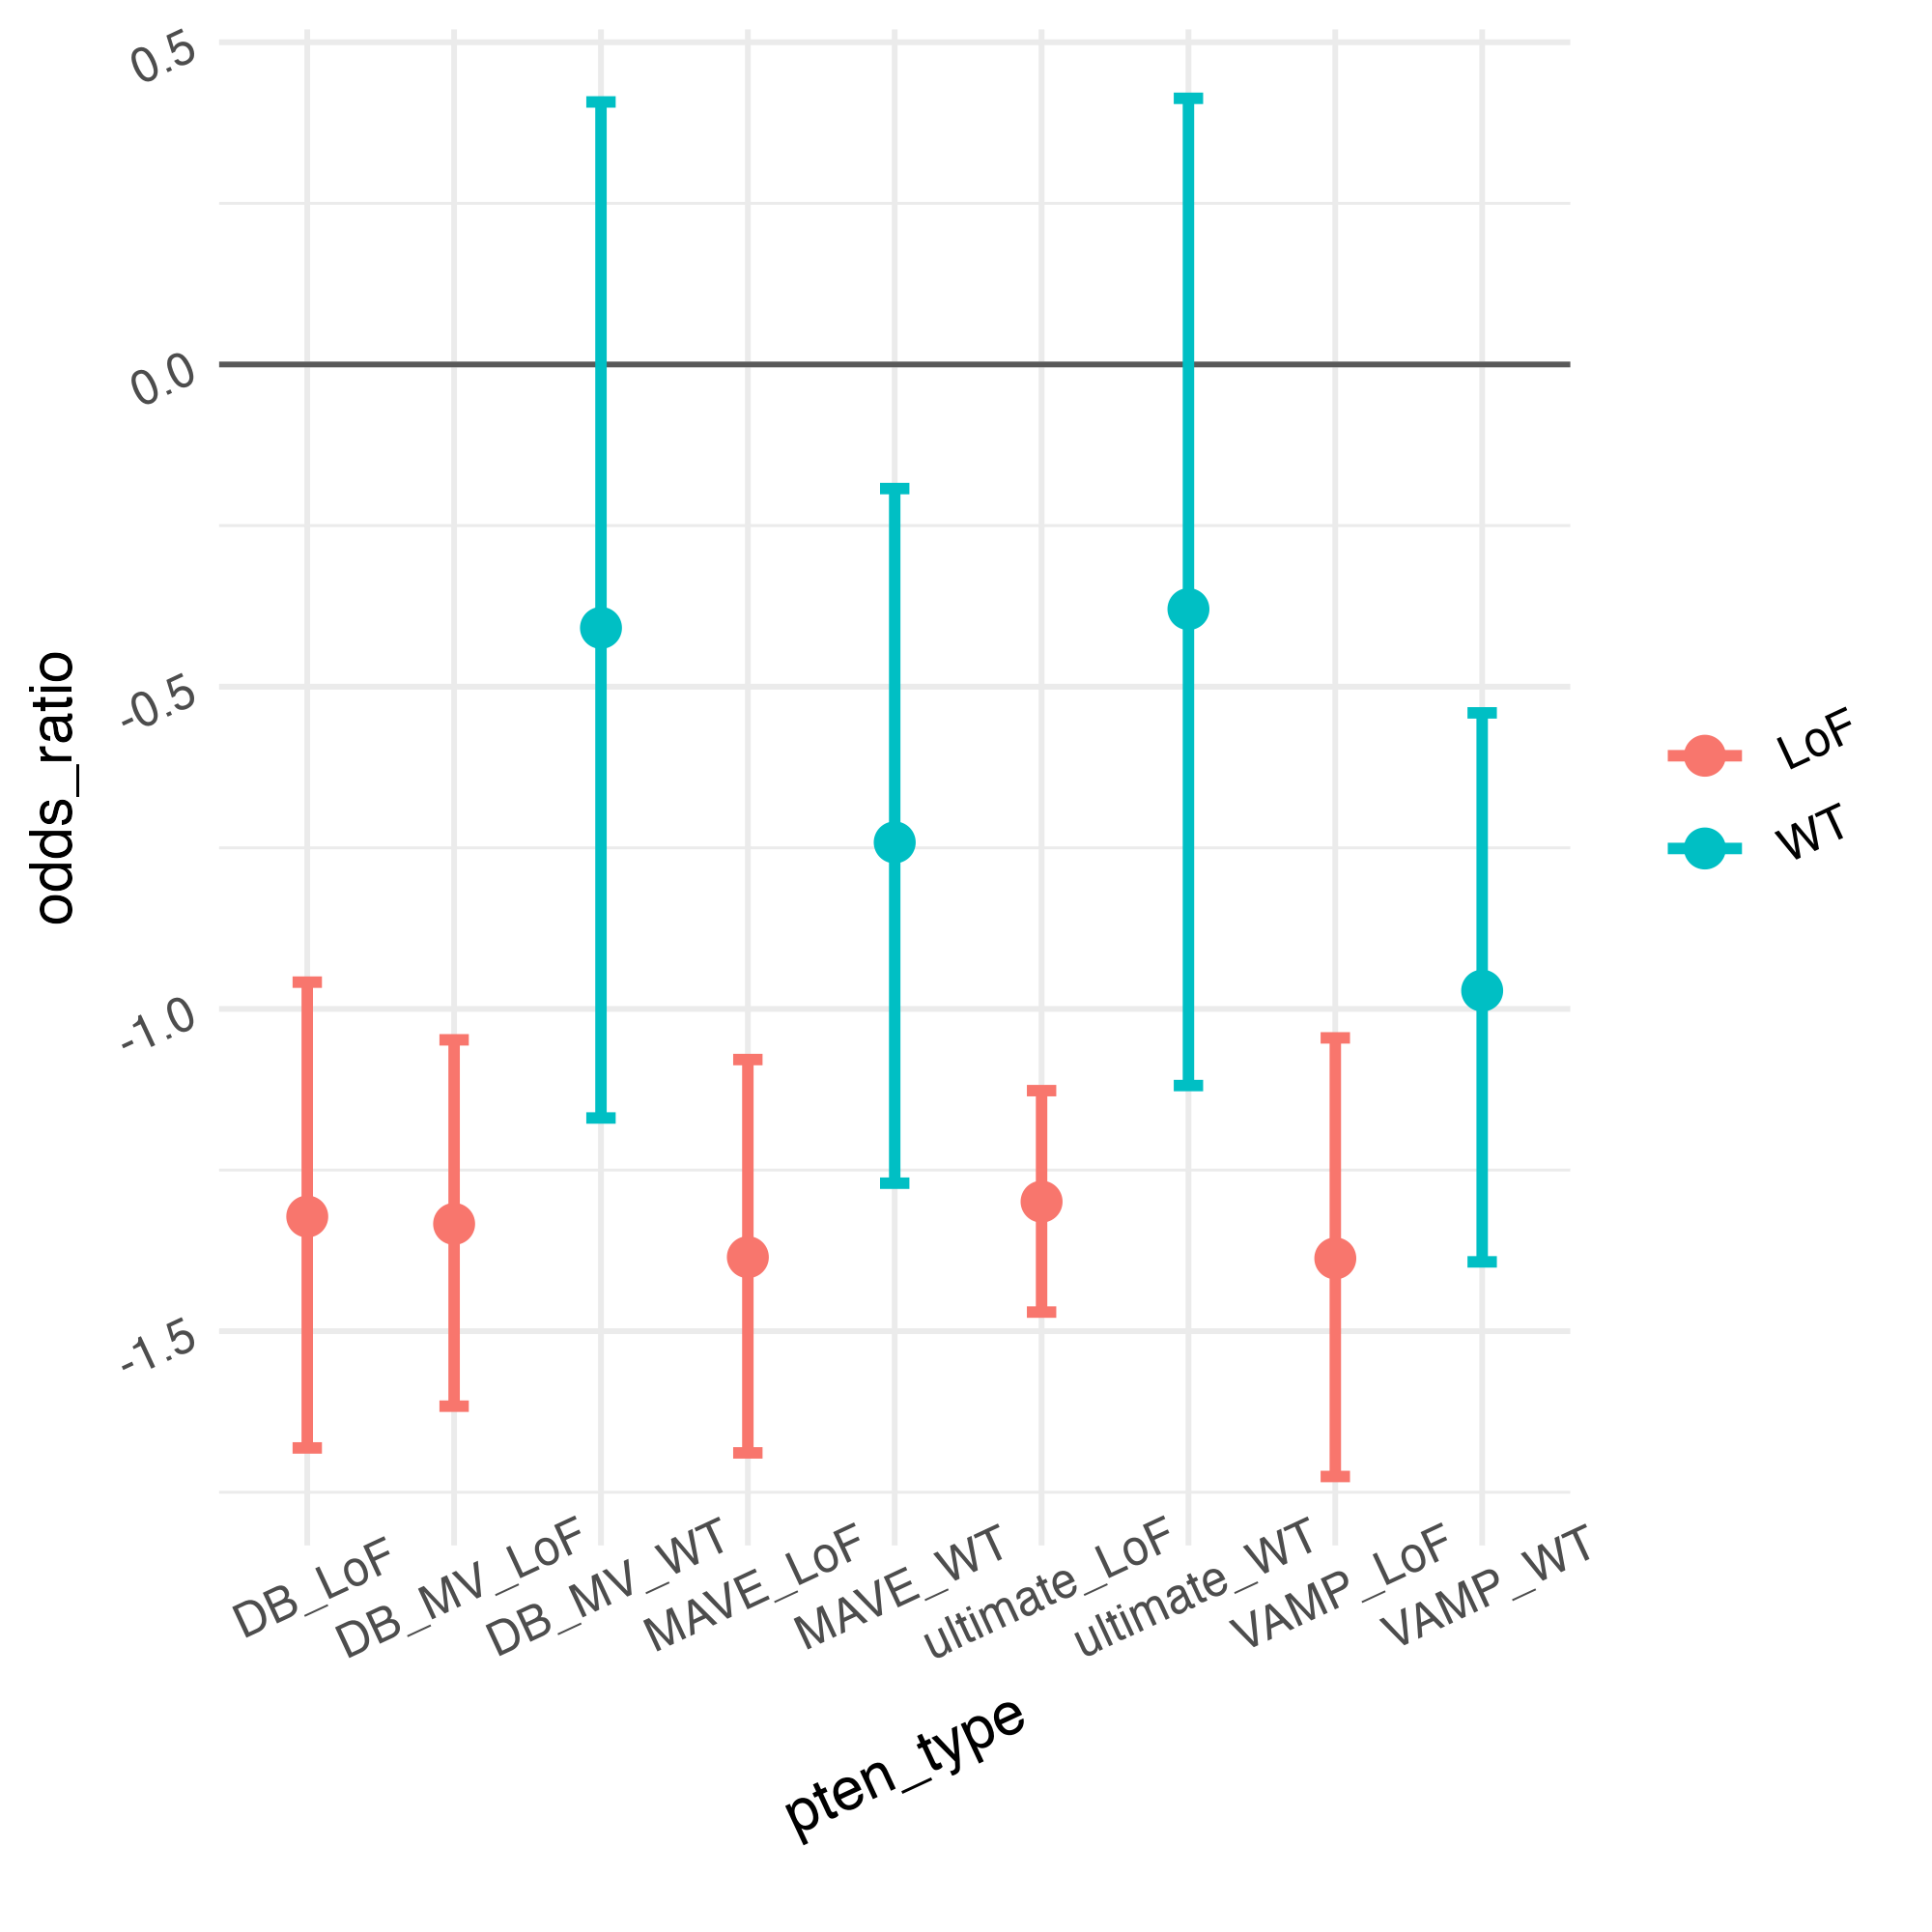 0.5
0.0
-0.5
-1.0
-1.5
odds_ratio
DB_LoF
DB_MV_LoF
DB_MV_WT
MAVE_LoF
MAVE_WT
ultimate_LoF
ultimate_WT
VAMP_LoF
VAMP_WT
pten_type
LoF
WT